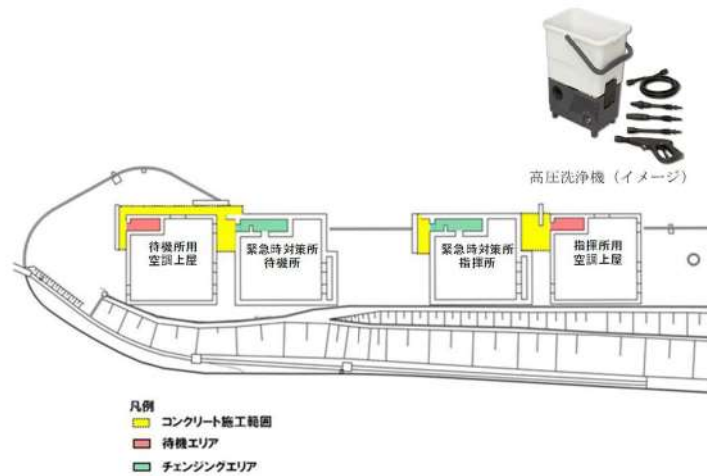 高圧洗浄機（イメージ）
待機所用
空調上屋
緊急時対策所
待機所
緊急時対策所
指揮所
指揮所用
空調上屋
凡例
コンクリート施工範囲
待機エリア
チェンジングエリア